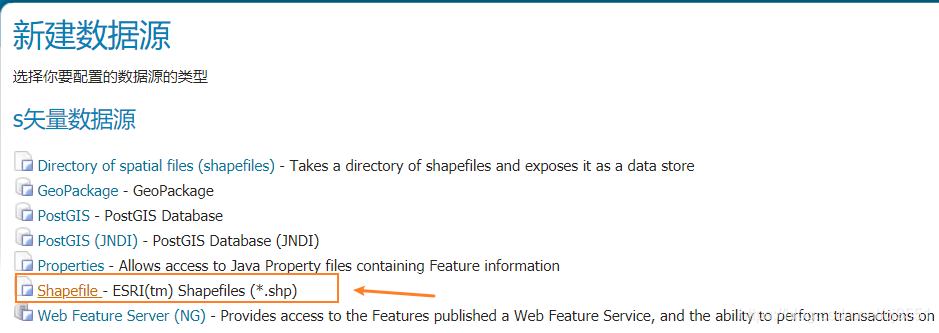 新建数据源
选择你要配置的数据源的类型
s矢量数据源
Directory of spatial files (shapefiles) - Takes a directory of shapefiles and exposes it as a data store
GeoPackage - GeoPackage
PostGIS - PostGIS Database
PostGIS (JNDI) - PostGIS Database (JNDI)
Properties - Allows access to Java Property files containing Feature information
Shapefile - ESRI(tm) Shapefiles (*.shp)
Web Feature Server (NG) - Provides access to the Features published a Web Feature Service, and the ability to perform transactions on